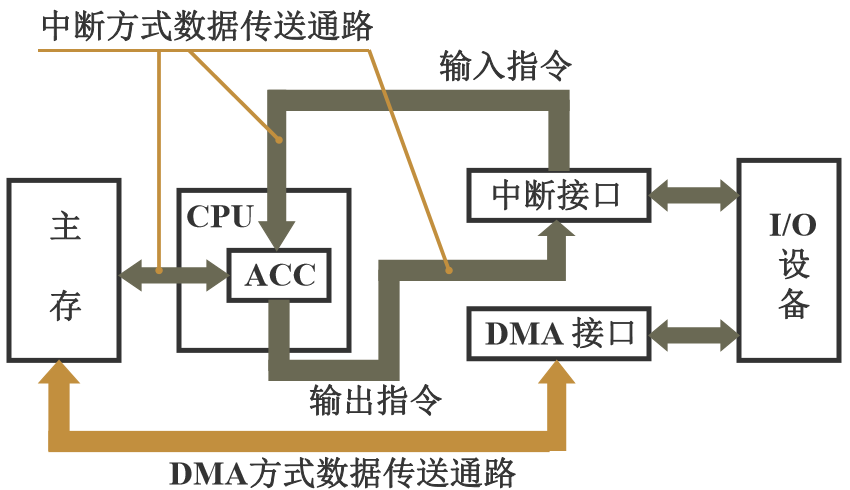 中断方式数据传送通路
输入指令
中断接口
主
存
CPU
ACC
I/O
设
备
DMA 接口
输出指令
DMA方式数据传送通路